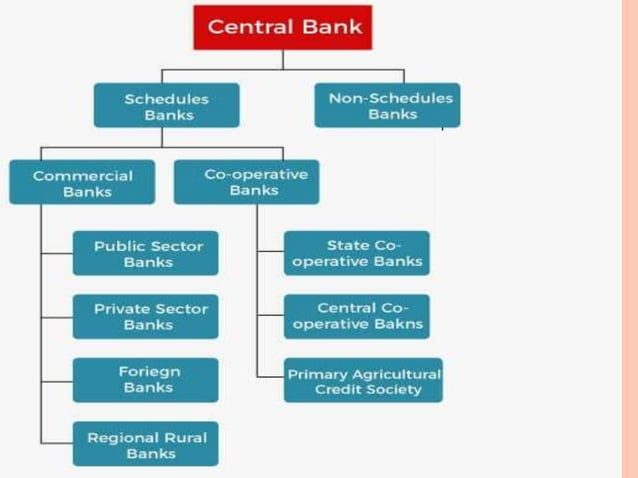 Central Bank
Schedules
Banks
Non-Schedules
Banks
Commercial
Banks
Co-operative
Banks
Public Sector
Banks
State Co-
operative Banks
Private Sector
Banks
Central Co-
operative Bakns
Foriegn
Banks
Primary Agricultural
Credit Society
Regional Rural
Banks